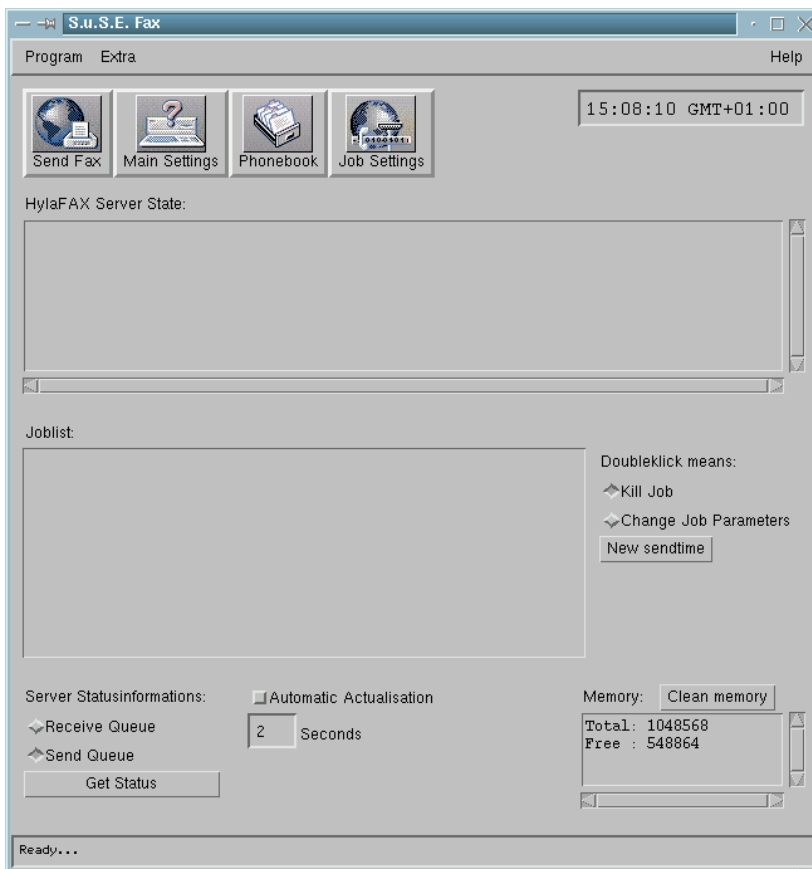 S.u.S.E. Fax
Program Extra Help
15:08:10 GMT+01:00
Send Fax Main Settings Phonebook Job Settings
HylaFAX Server State:
Joblist:
Doubleklick means:
Kill Job
Change Job Parameters
New sendtime
Server Statusinformations:
Receive Queue
Send Queue
Get Status
Automatic Actualisation
2 Seconds
Memory: Clean memory
Total: 1048568
Free : 548864
Ready...